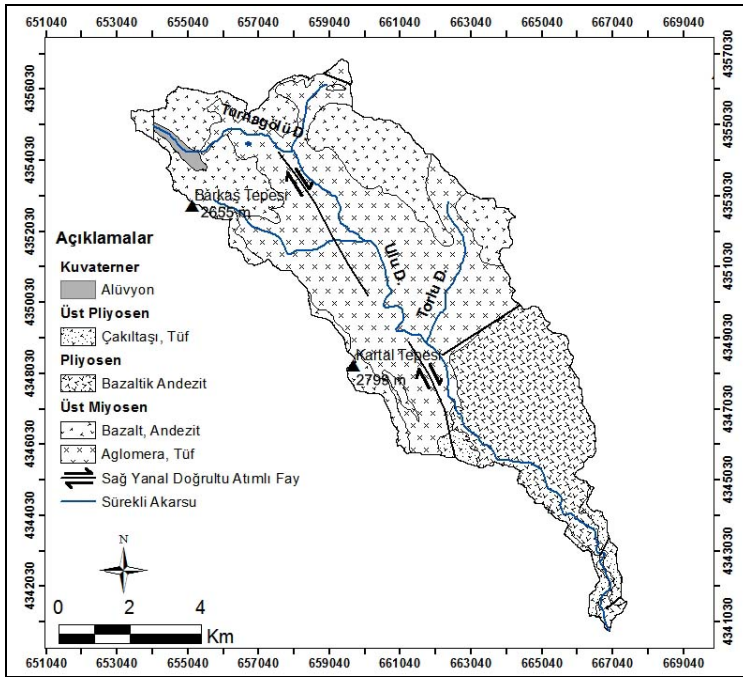 651040 653040 655040 657040 659040 661040 663040 665040 667040 669040
4357030
4356030
4355030
4354030
4353030
4352030
4351030
4350030
4349030
4348030
4347030
4346030
4345030
4344030
4343030
4342030
4341030
Turnagölü D.
Barkaş Tepesi
2655 m
Ulu D.
Torlu D.
Kartal Tepesi
2799 m
Açıklamalar
Kuvaterner
Alüvyon
Üst Pliyosen
Çakıltaşı, Tüf
Pliyosen
Bazaltik Andezit
Üst Miyosen
Bazalt, Andezit
Aglomera, Tüf
Sağ Yanal Doğrultu Atımlı Fay
Sürekli Akarsu
N
0 2 4
Km
651040 653040 655040 657040 659040 661040 663040 665040 667040 669040